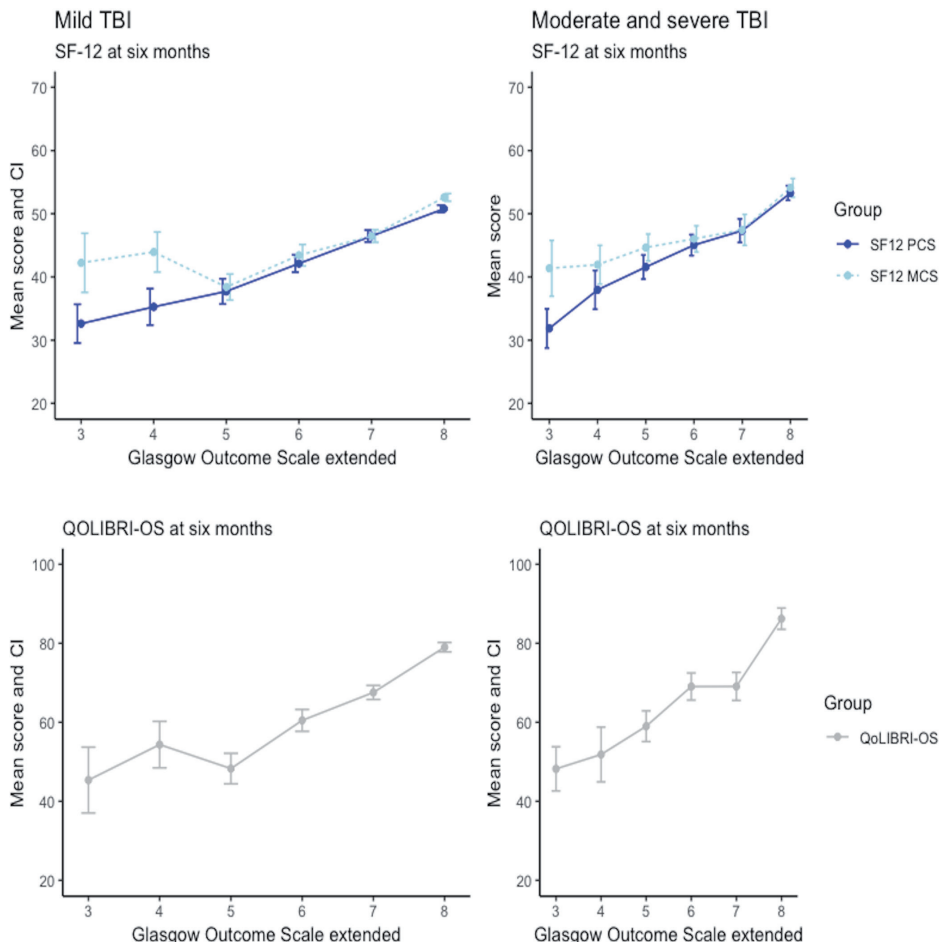 Mild TBI
SF-12 at six months
Mean score and CI
70
60
50
40
30
20
3 4 5 6 7 8
Glasgow Outcome Scale extended
Moderate and severe TBI
SF-12 at six months
Mean score
70
60
50
40
30
20
3 4 5 6 7 8
Glasgow Outcome Scale extended
Group
SF12 PCS
SF12 MCS
QOLIBRI-OS at six months
Mean score and CI
100
80
60
40
20
3 4 5 6 7 8
Glasgow Outcome Scale extended
QOLIBRI-OS at six months
Mean score and CI
100
80
60
40
20
3 4 5 6 7 8
Glasgow Outcome Scale extended
Group
QoLIBRI-OS